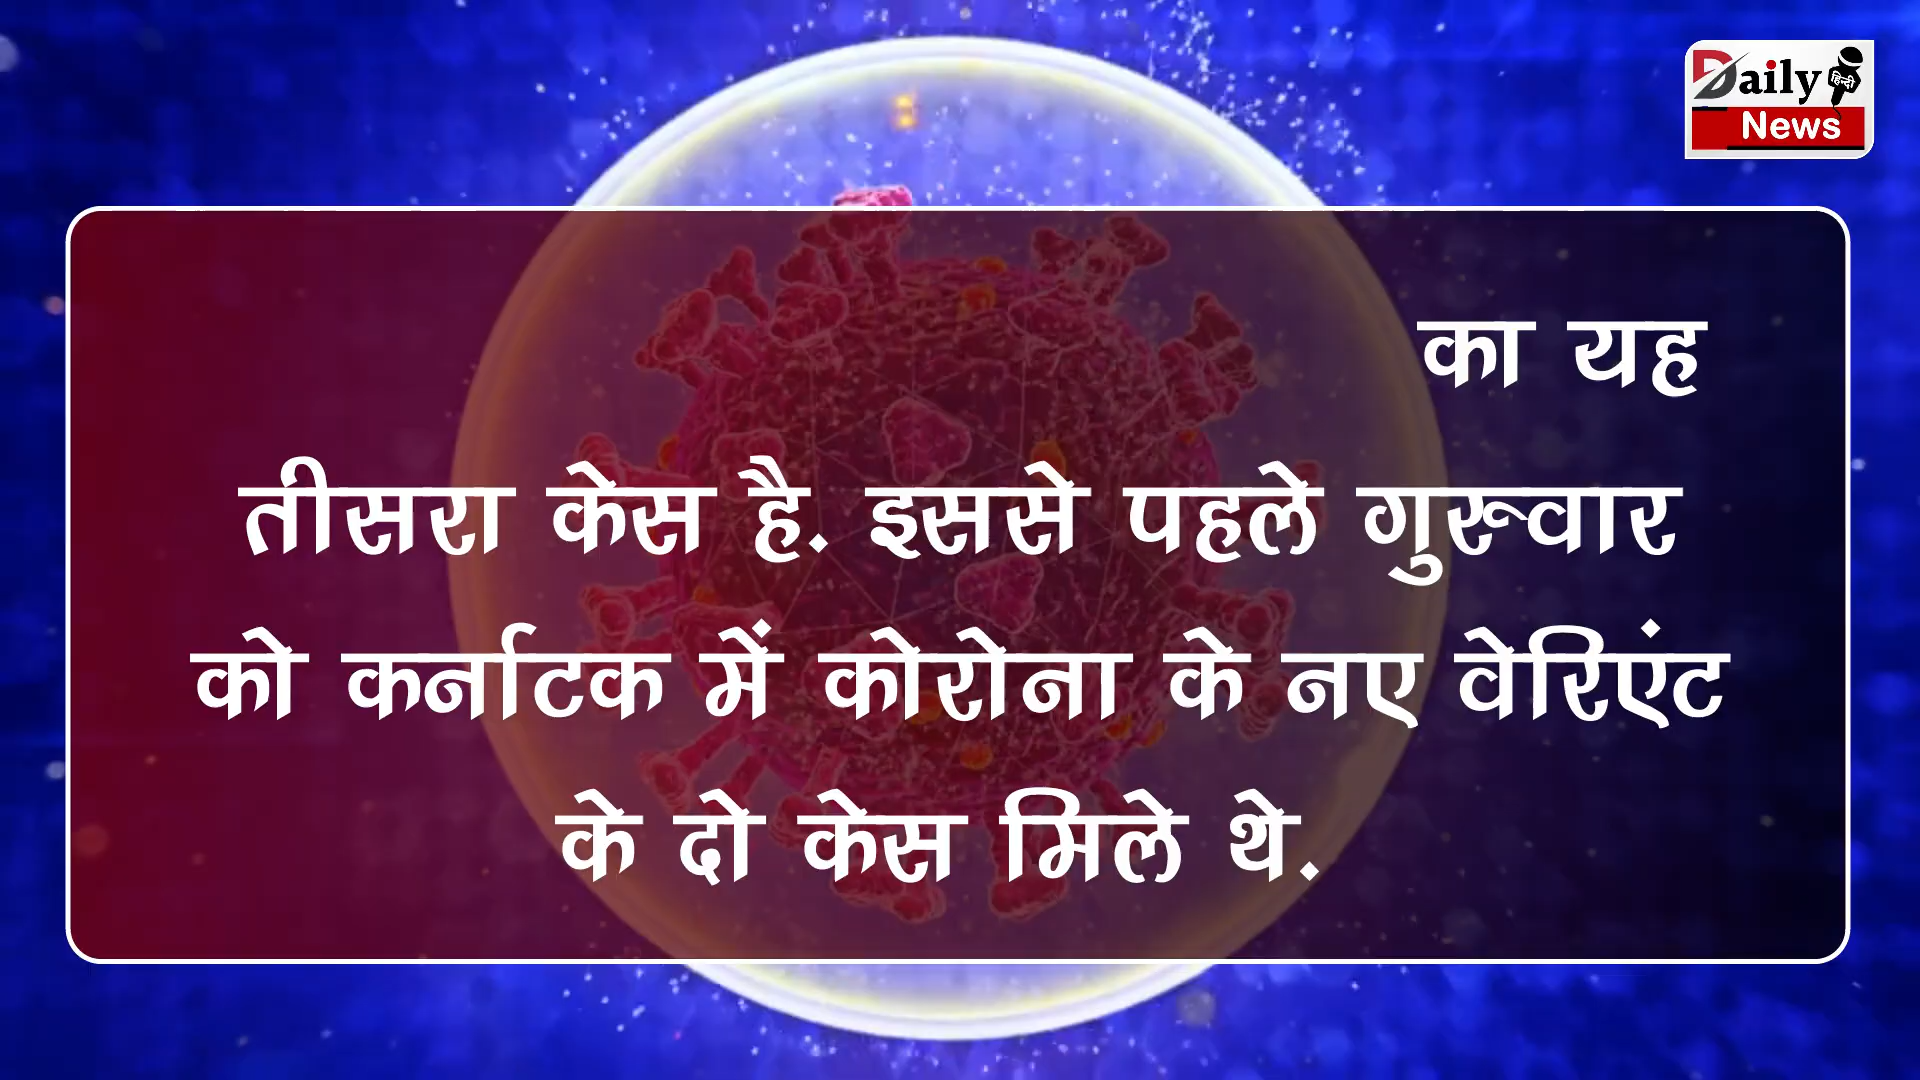 Daily
News
का यह
तीसरा केस है. इससे पहले गुरूवार
को कर्नाटक में कोरोना के नए वेरिएंट
के दो केस मिले थे.